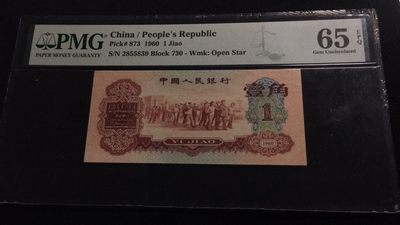 PMG
PAPER MONEY GUARANTY
China / People's Republic
Pick# 873 1960 1 Jiao
S/N 2855839 Block 730 - Wmk: Open Star
65 EPQ
Gem Uncirculated
中国人民银行
壹角
1
1960
YI JIAO